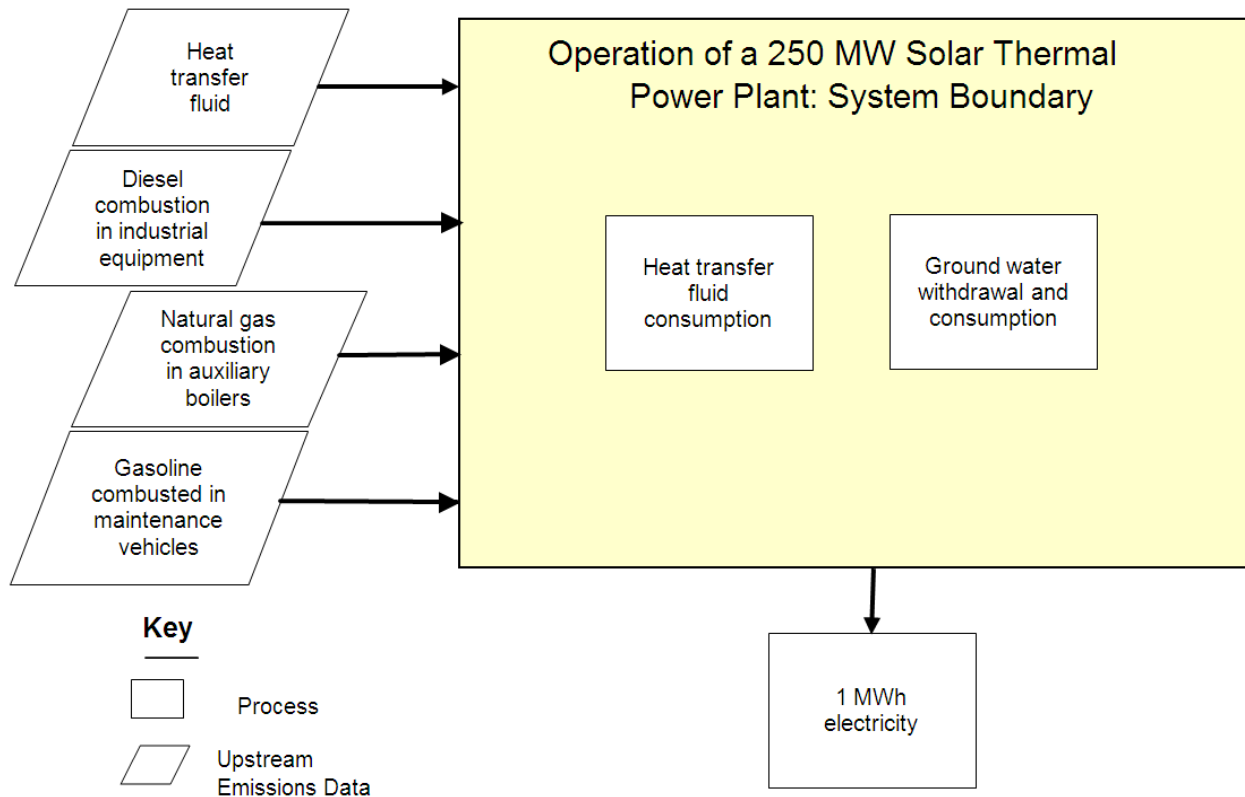 Heat
transfer
fluid
Diesel
combustion
in industrial
equipment
Natural gas
combustion
in auxiliary
boilers
Gasoline
combusted in
maintenance
vehicles
Operation of a 250 MW Solar Thermal
Power Plant: System Boundary
Heat transfer
fluid
consumption
Ground water
withdrawal and
consumption
1 MWh
electricity
Key
Process
Upstream
Emissions Data